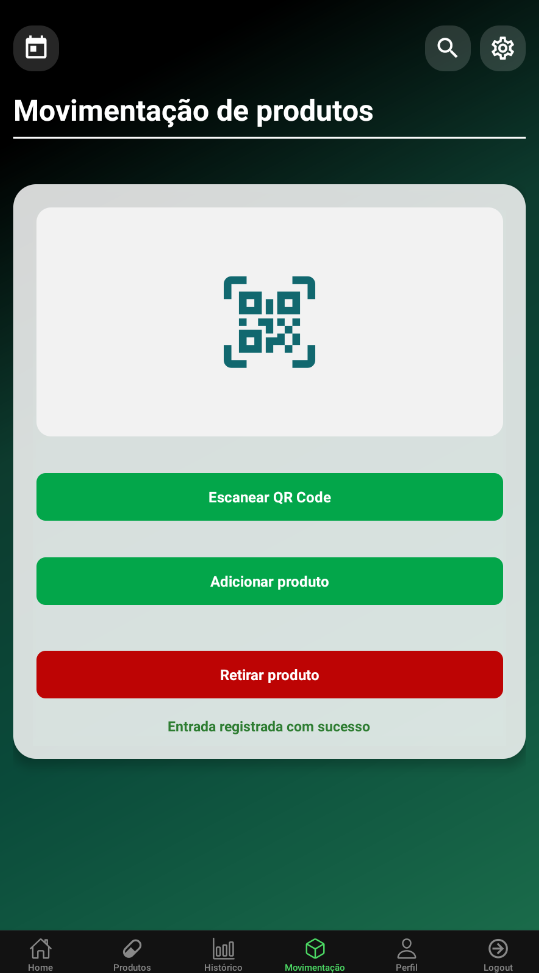 Movimentação de produtos
Escanear QR Code
Adicionar produto
Retirar produto
Entrada registrada com sucesso
Home
Produtos
Histórico
Movimentação
Perfil
Logout